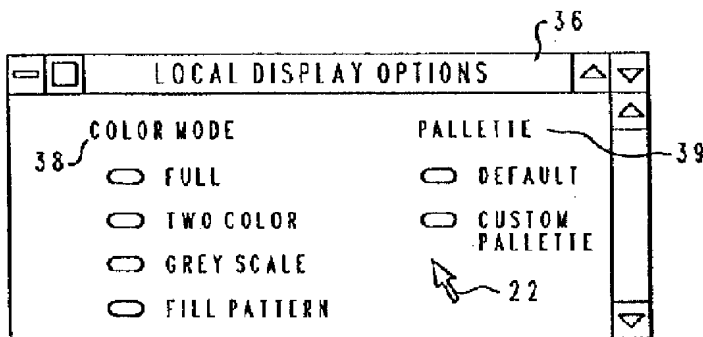 36
LOCAL DISPLAY OPTIONS
COLOR MODE
38
FULL
TWO COLOR
GREY SCALE
FILL PATTERN
PALLETTE
39
DEFAULT
CUSTOM
PALLETTE
22